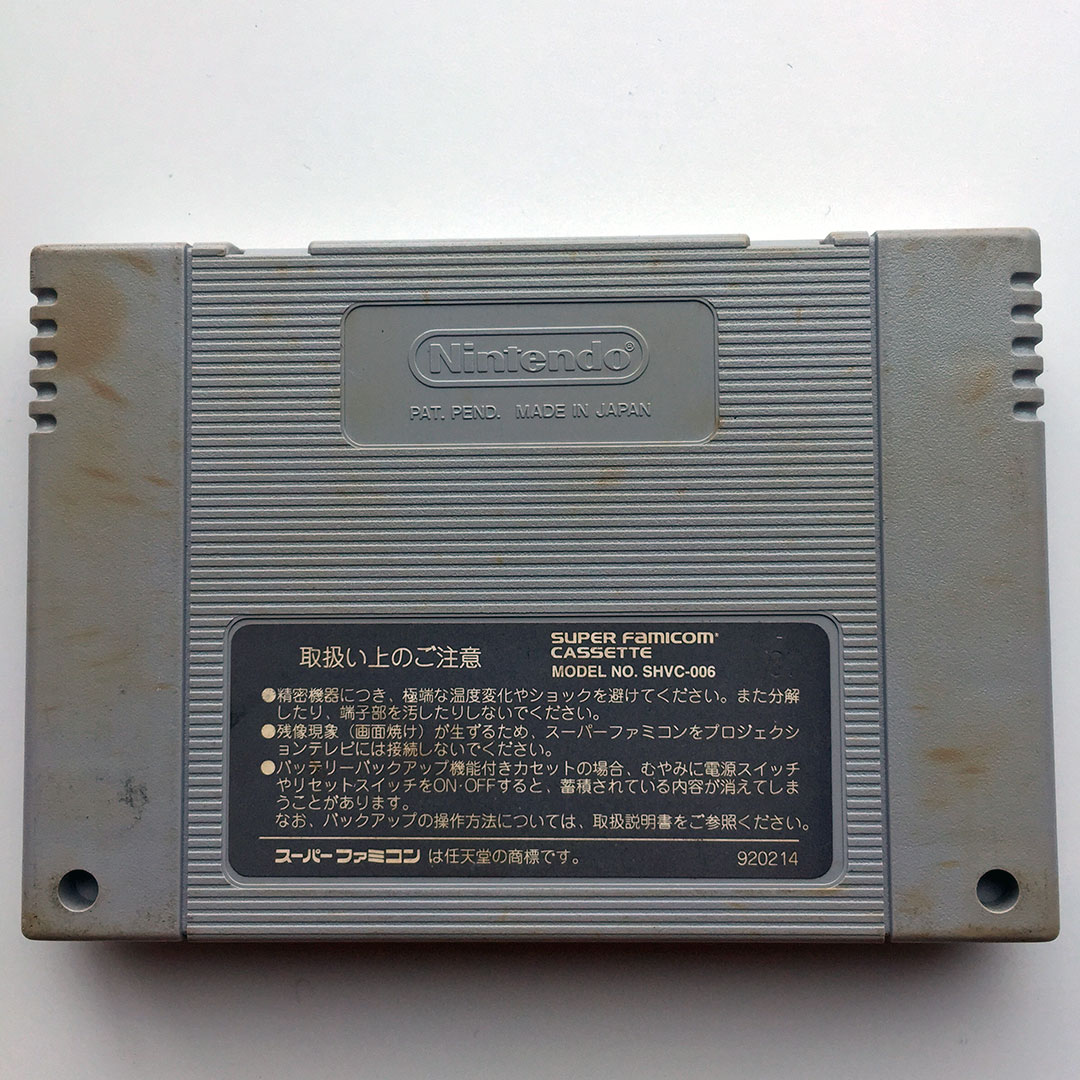 Nintendo®
PAT. PEND. MADE IN JAPAN
取扱い上のご注意
SUPER FAMICOM®
CASSETTE
MODEL NO. SHVC-006
●精密機器につき、極端な温度変化やショックを避けてください。また分解
したり、端子部を汚したりしないでください。
●残像現象(画面焼け)が生ずるため、スーパーファミコンをプロジェクシ
ョンテレビには接続しないでください。
●バッテリーバックアップ機能付きカセットの場合、むやみに電源スイッチ
やリセットスイッチをON·OFFすると、蓄積されている内容が消えてしま
うことがあります。
なお、バックアップの操作方法については、取扱説明書をご参照ください。
スーパーファミコン は任天堂の商標です。
920214